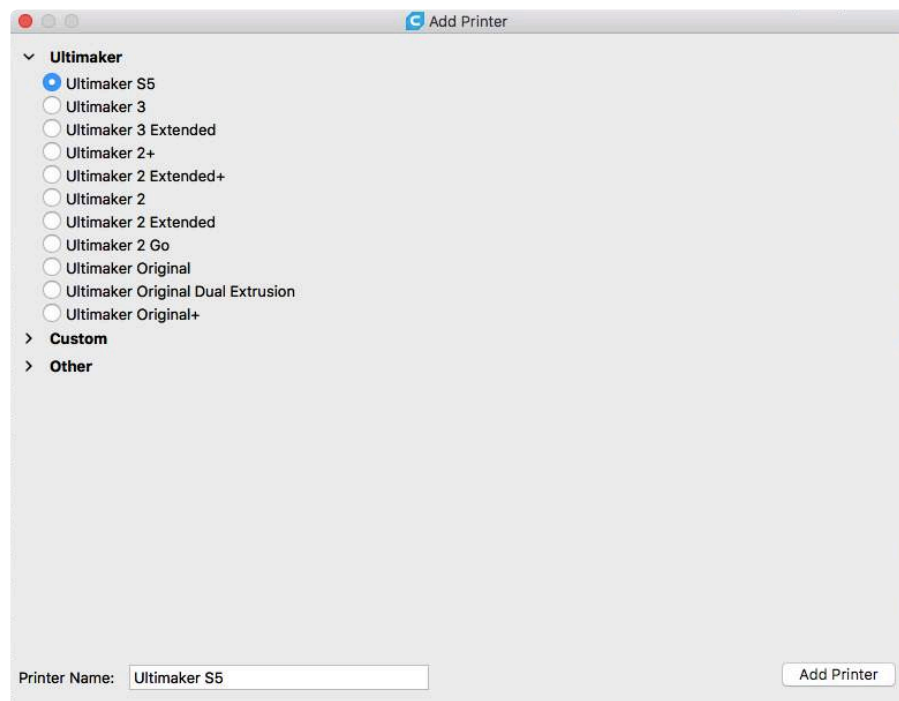 Add Printer
Ultimaker
Ultimaker S5
Ultimaker 3
Ultimaker 3 Extended
Ultimaker 2+
Ultimaker 2 Extended+
Ultimaker 2
Ultimaker 2 Extended
Ultimaker 2 Go
Ultimaker Original
Ultimaker Original Dual Extrusion
Ultimaker Original+
Custom
Other
Printer Name: Ultimaker S5 Add Printer